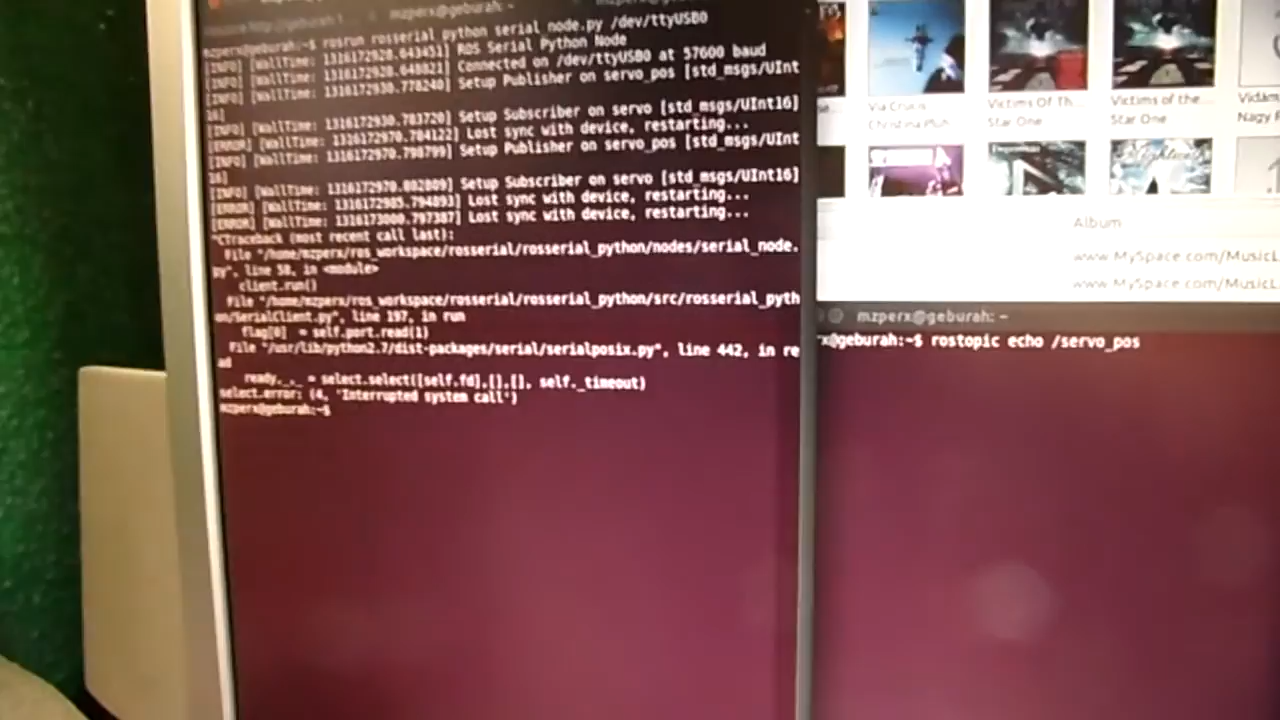 mzperx@geburah: ~
mzperx@geburah:~$ rosrun rosserial_python serial_node.py /dev/ttyUSB0
[INFO] [WallTime: 1316172928.643451] ROS Serial Python Node
[INFO] [WallTime: 1316172928.648821] Connected on /dev/ttyUSB0 at 57600 baud
[INFO] [WallTime: 1316172930.778240] Setup Publisher on servo_pos [std_msgs/UInt
16]
[INFO] [WallTime: 1316172930.783720] Setup Subscriber on servo [std_msgs/UInt16]
[ERROR] [WallTime: 1316172970.784122] Lost sync with device, restarting...
[INFO] [WallTime: 1316172970.798799] Setup Publisher on servo_pos [std_msgs/UInt
16]
[INFO] [WallTime: 1316172970.802809] Setup Subscriber on servo [std_msgs/UInt16]
[ERROR] [WallTime: 1316172985.794893] Lost sync with device, restarting...
[ERROR] [WallTime: 1316173000.797387] Lost sync with device, restarting...
^CTraceback (most recent call last):
File "/home/mzperx/ros_workspace/rosserial/rosserial_python/nodes/serial_node.
py", line 58, in <module>
client.run()
File "/home/mzperx/ros_workspace/rosserial/rosserial_python/src/rosserial_pyth
on/SerialClient.py", line 197, in run
flag[0] = self.port.read(1)
File "/usr/lib/python2.7/dist-packages/serial/serialposix.py", line 442, in re
ad
ready,_,_ = select.select([self.fd],[],[], self._timeout)
select.error: (4, 'Interrupted system call')
mzperx@geburah:~$
Via Crucis
Christina Pluh
Victims Of Th...
Star One
Victims of the...
Star One
Vidám
Nagy F
Album
www.MySpace.com/MusicL
www.MySpace.com/MusicL
mzperx@geburah: ~
rx@geburah:~$ rostopic echo /servo_pos